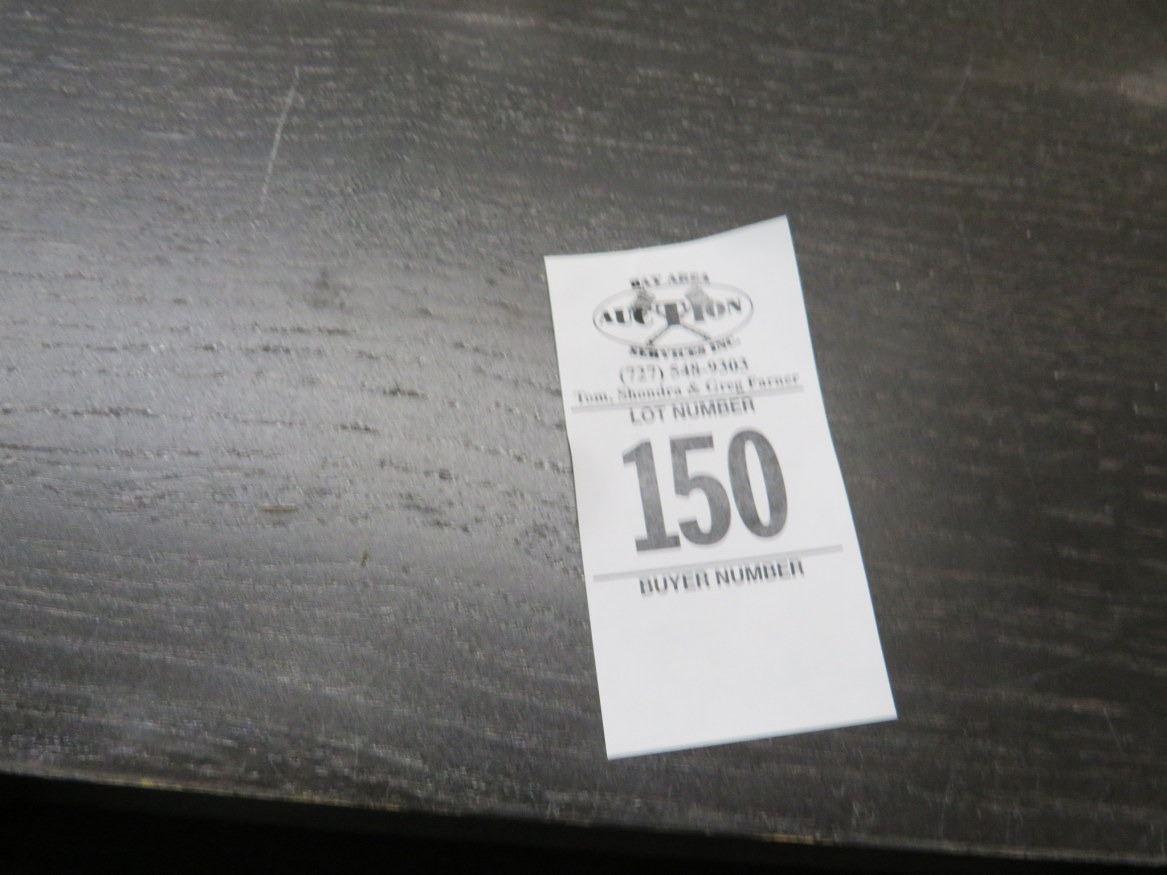 BAY AREA
AUCTION
SERVICES INC
(727) 548-9303
Tom, Shondra & Greg Farner
LOT NUMBER
150
BUYER NUMBER